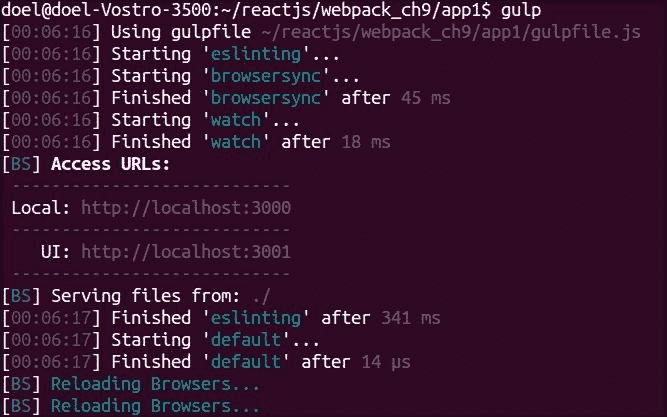 doel@doel-Vostro-3500:~/reactjs/webpack_ch9/app1$ gulp
[00:06:16] Using gulpfile ~/reactjs/webpack_ch9/app1/gulpfile.js
[00:06:16] Starting 'eslinting'...
[00:06:16] Starting 'browsersync'...
[00:06:16] Finished 'browsersync' after 45 ms
[00:06:16] Starting 'watch'...
[00:06:16] Finished 'watch' after 18 ms
[BS] Access URLs:
---------------------------
Local: http://localhost:3000
---------------------------
UI: http://localhost:3001
---------------------------
[BS] Serving files from: ./
[00:06:17] Finished 'eslinting' after 341 ms
[00:06:17] Starting 'default'...
[00:06:17] Finished 'default' after 14 μs
[BS] Reloading Browsers...
[BS] Reloading Browsers...